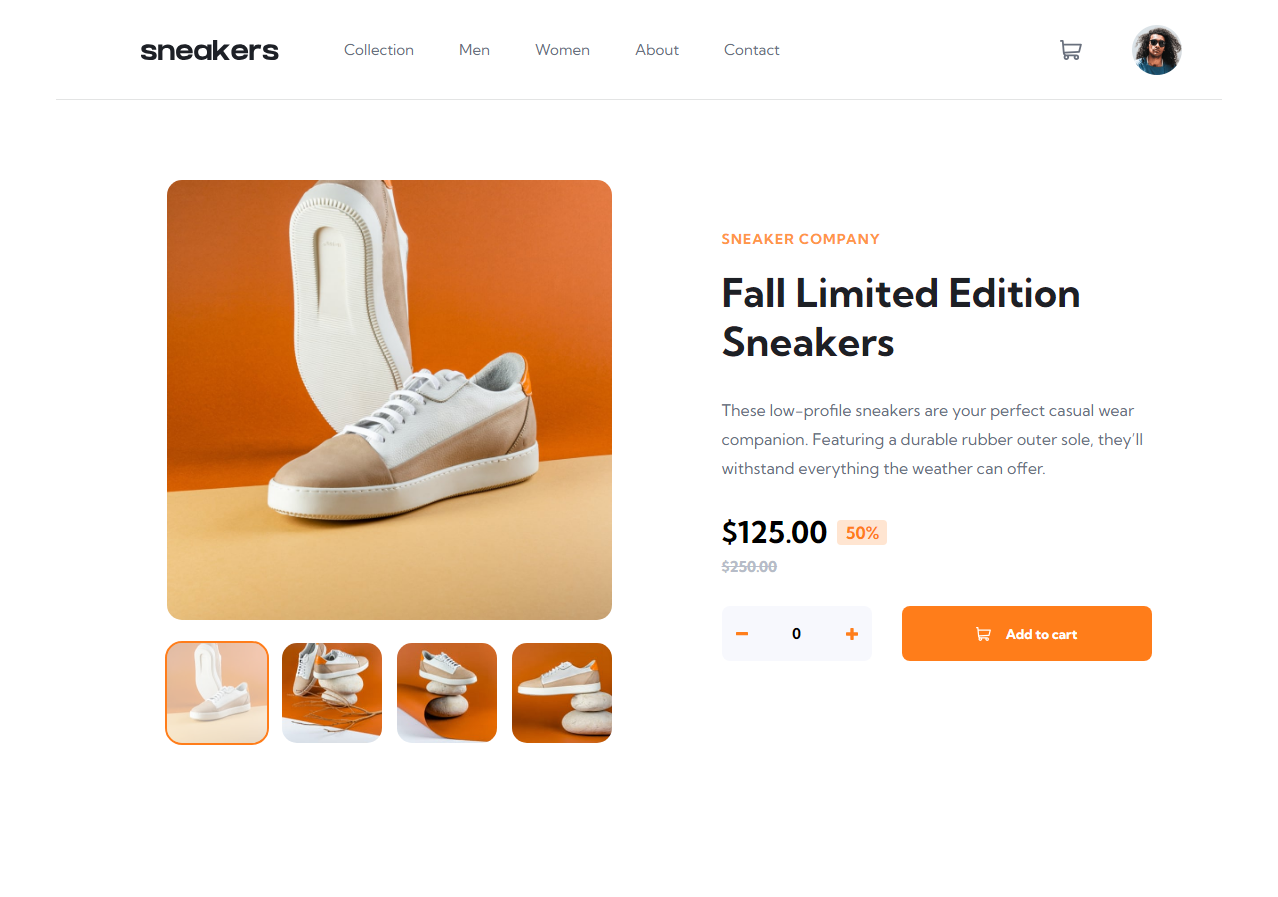 sneakers
Collection Men Women About Contact
SNEAKER COMPANY
Fall Limited Edition
Sneakers
These low-profile sneakers are your perfect casual wear
companion. Featuring a durable rubber outer sole, they'll
withstand everything the weather can offer.
$125.00 50%
$250.00
0 Add to cart